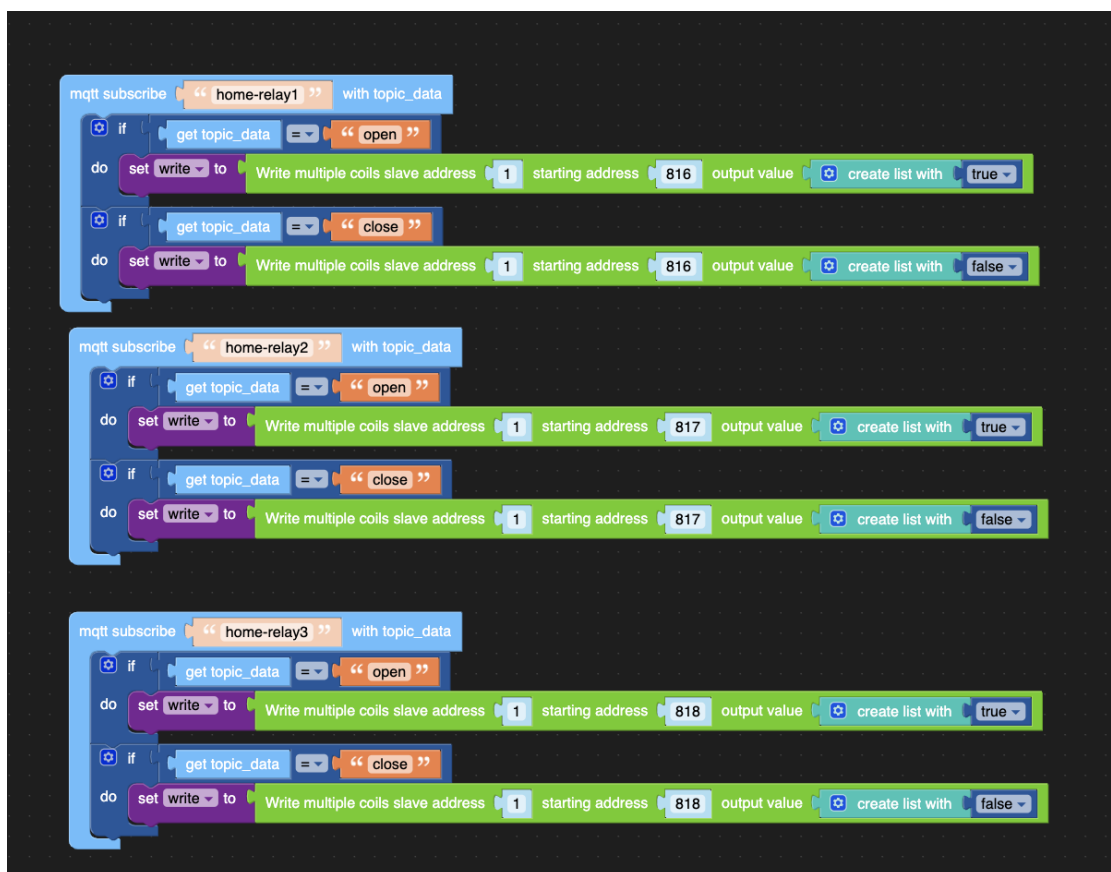 mqtt subscribe “ home-relay1 ” with topic_data
if get topic_data = “ open ”
do set write to Write multiple coils slave address 1 starting address 816 output value create list with true
if get topic_data = “ close ”
do set write to Write multiple coils slave address 1 starting address 816 output value create list with false
mqtt subscribe “ home-relay2 ” with topic_data
if get topic_data = “ open ”
do set write to Write multiple coils slave address 1 starting address 817 output value create list with true
if get topic_data = “ close ”
do set write to Write multiple coils slave address 1 starting address 817 output value create list with false
mqtt subscribe “ home-relay3 ” with topic_data
if get topic_data = “ open ”
do set write to Write multiple coils slave address 1 starting address 818 output value create list with true
if get topic_data = “ close ”
do set write to Write multiple coils slave address 1 starting address 818 output value create list with false